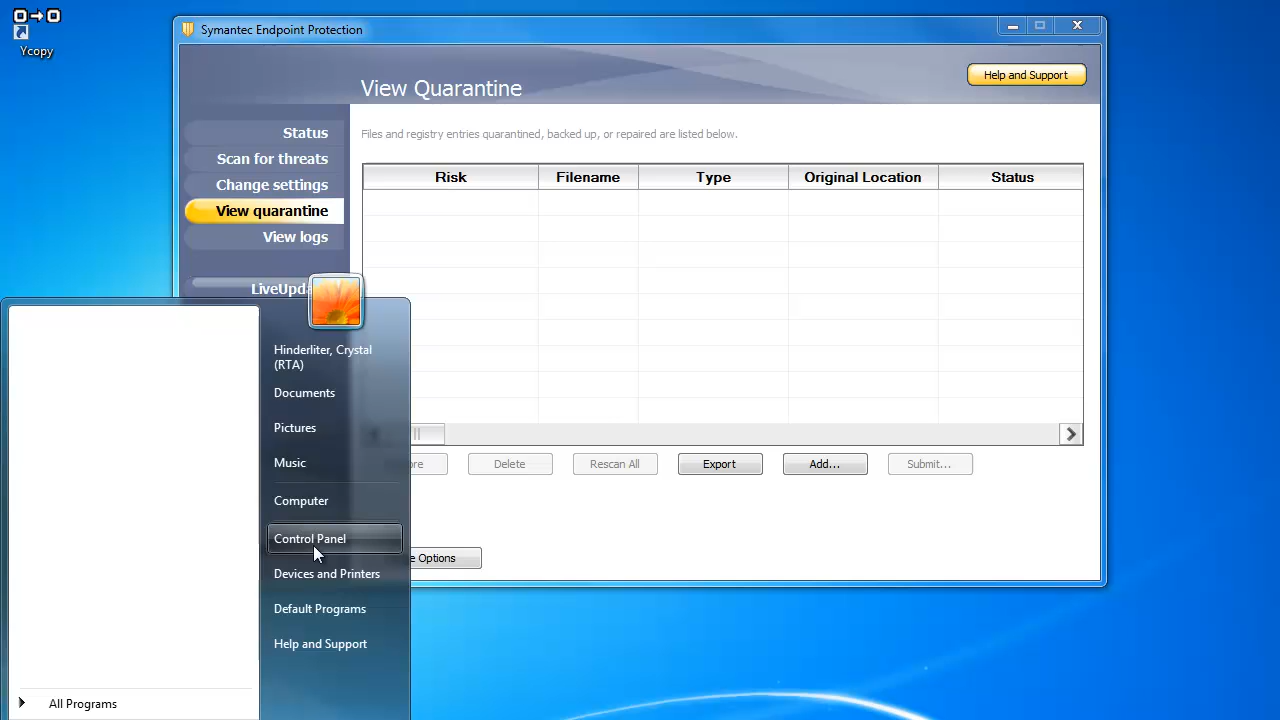 Ycopy
Symantec Endpoint Protection
View Quarantine
Help and Support
Status
Scan for threats
Change settings
View quarantine
View logs
Files and registry entries quarantined, backed up, or repaired are listed below.
Risk Filename Type Original Location Status
Delete Rescan All Export Add... Submit...
Options
Hinderliter, Crystal
(RTA)
Documents
Pictures
Music
Computer
Control Panel
Devices and Printers
Default Programs
Help and Support
All Programs